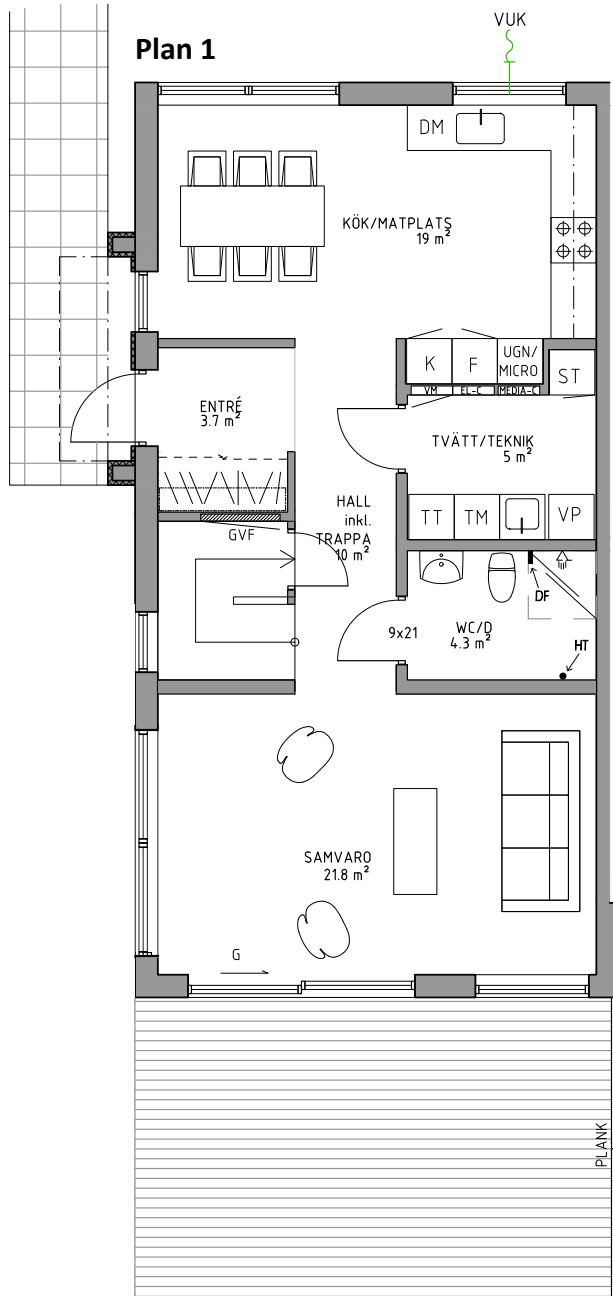 VUK
Plan 1
DM
KÖK/MATPLATS
19 m²
K
F
UGN/
MICRO
ST
VM
EL-C
MEDIA-C
ENTRÉ
3.7 m²
TVÄTT/TEKNIK
5 m²
HALL
inkl.
TRAPPA
10 m²
TT
TM
VP
GVF
DF
9x21
WC/D
4.3 m²
HT
SAMVARO
21.8 m²
G
PLANK